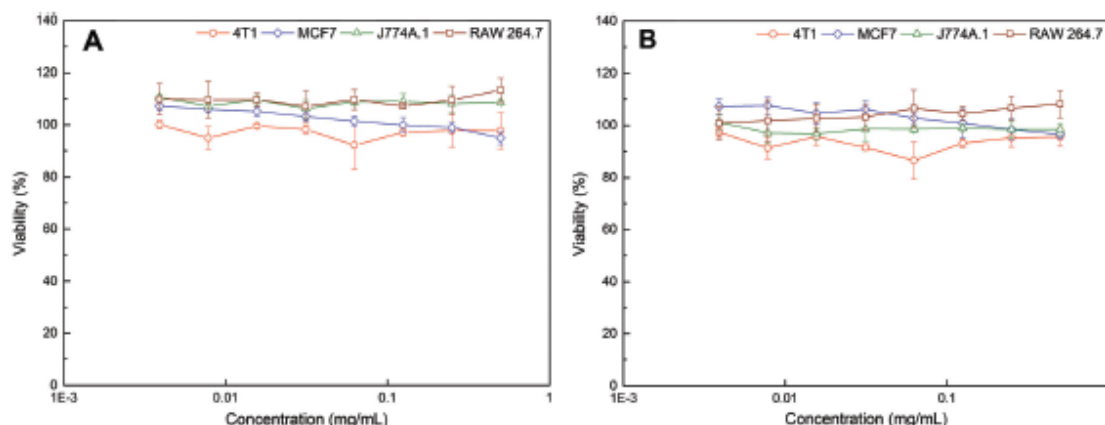 A
4T1 MCF7 J774A.1 RAW 264.7
140
120
100
80
60
40
20
0
Viability (%)
1E-3 0.01 0.1 1
Concentration (mg/mL)
B
4T1 MCF7 J774A.1 RAW 264.7
140
120
100
80
60
40
20
0
Viability (%)
1E-3 0.01 0.1
Concentration (mg/mL)